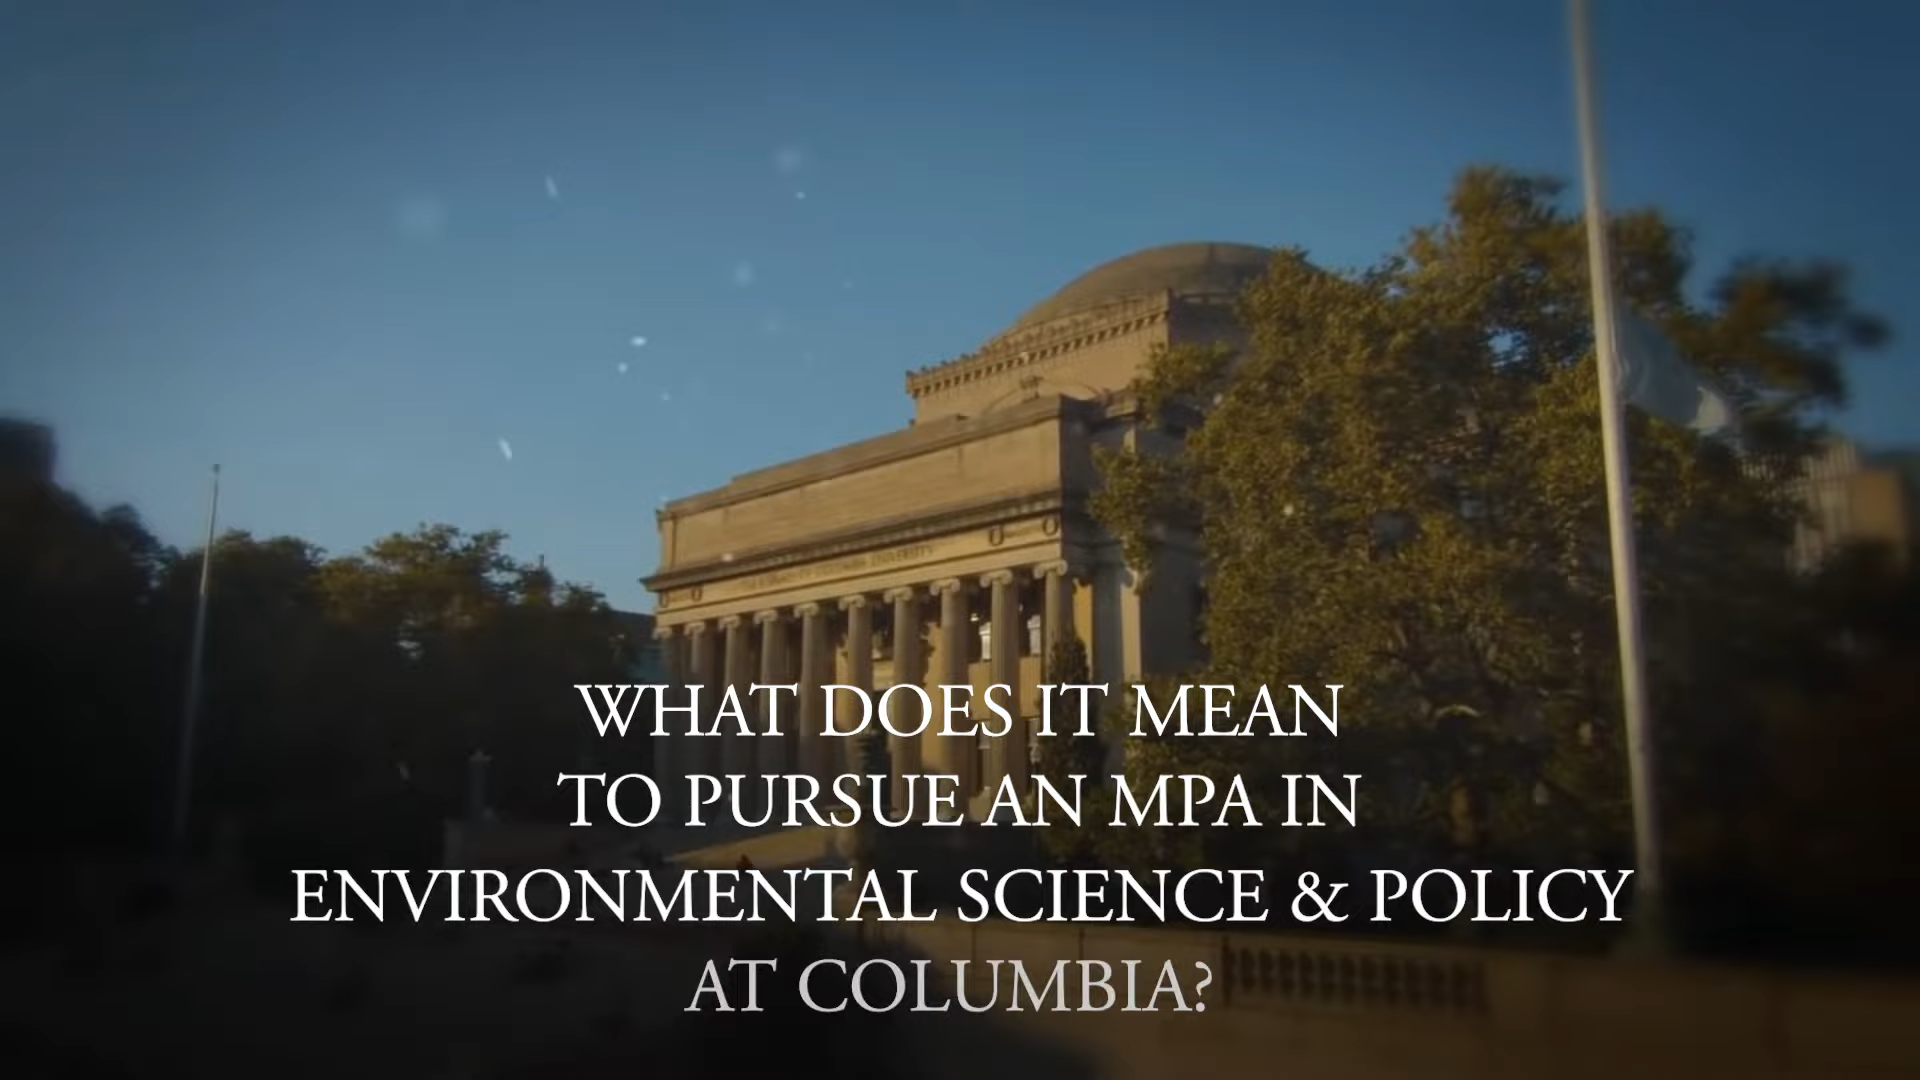 WHAT DOES IT MEAN
TO PURSUE AN MPA IN
ENVIRONMENTAL SCIENCE & POLICY
AT COLUMBIA?